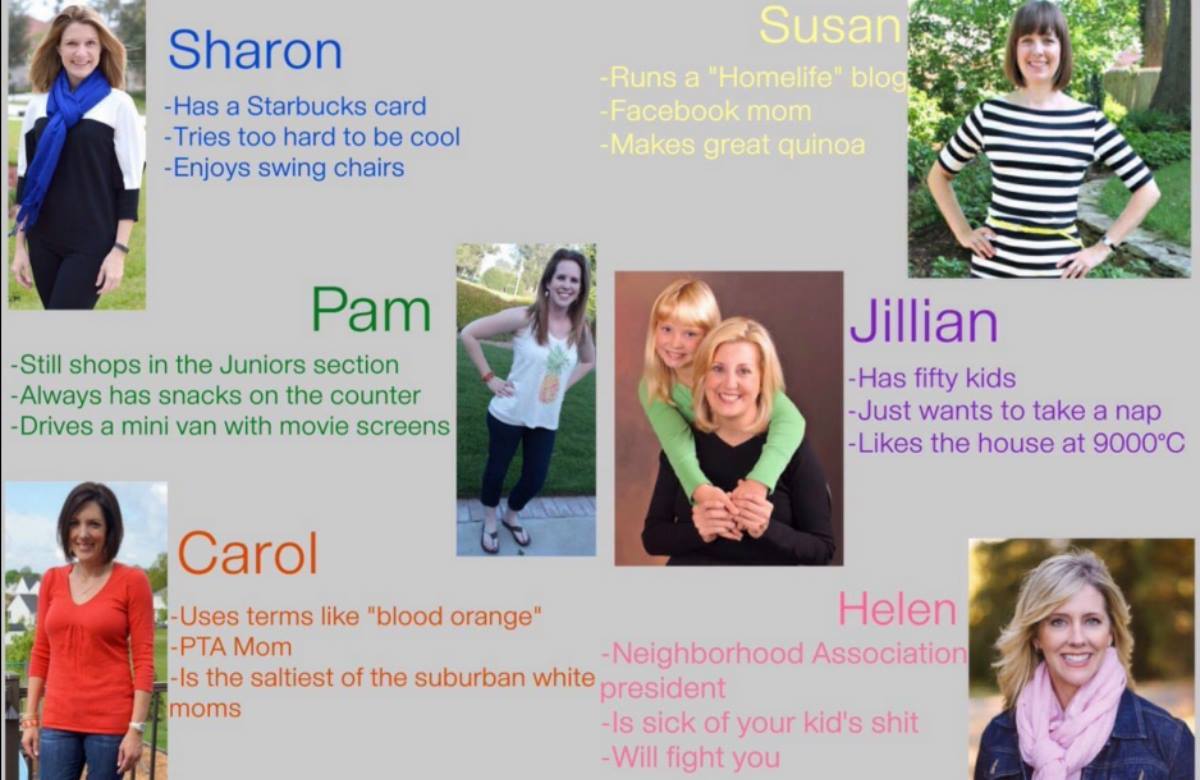 Sharon
-Has a Starbucks card
-Tries too hard to be cool
-Enjoys swing chairs
Susan
-Runs a "Homelife" blog
-Facebook mom
-Makes great quinoa
Pam
-Still shops in the Juniors section
-Always has snacks on the counter
-Drives a mini van with movie screens
Jillian
-Has fifty kids
-Just wants to take a nap
-Likes the house at 9000°C
Carol
-Uses terms like "blood orange"
-PTA Mom
-Is the saltiest of the suburban white
moms
Helen
-Neighborhood Association
president
-Is sick of your kid's shit
-Will fight you